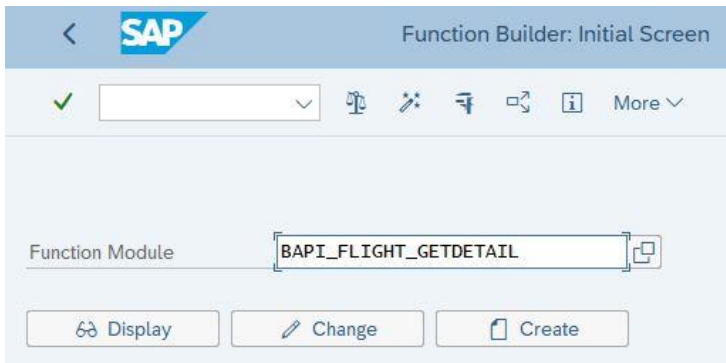 SAP Function Builder: Initial Screen
More
Function Module BAPI_FLIGHT_GETDETAIL
Display Change Create